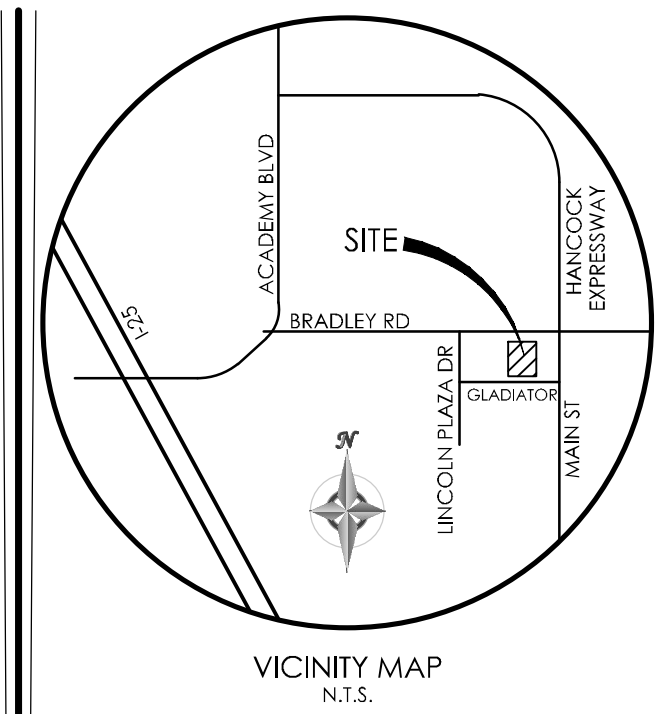 ACADEMY BLVD
HANCOCK
EXPRESSWAY
SITE
I-25
BRADLEY RD
LINCOLN PLAZA DR
GLADIATOR
MAIN ST
N
VICINITY MAP
N.T.S.